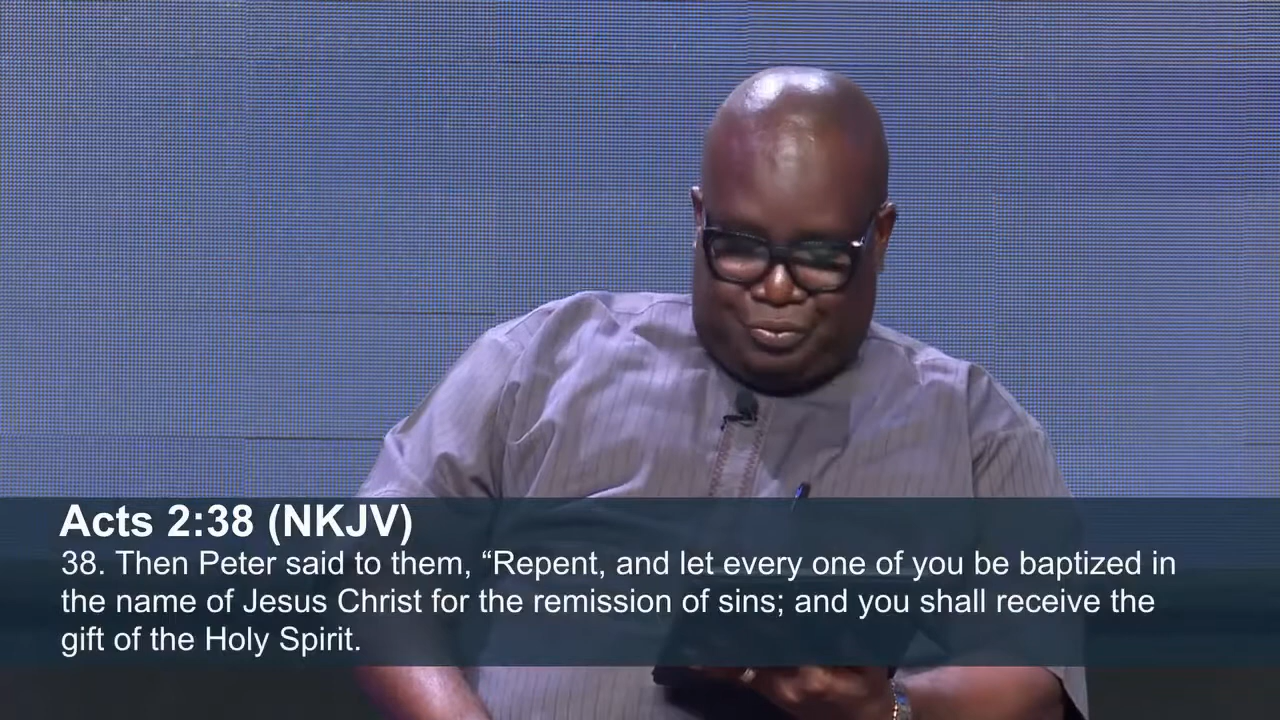 Acts 2:38 (NKJV)
38. Then Peter said to them, “Repent, and let every one of you be baptized in
the name of Jesus Christ for the remission of sins; and you shall receive the
gift of the Holy Spirit.